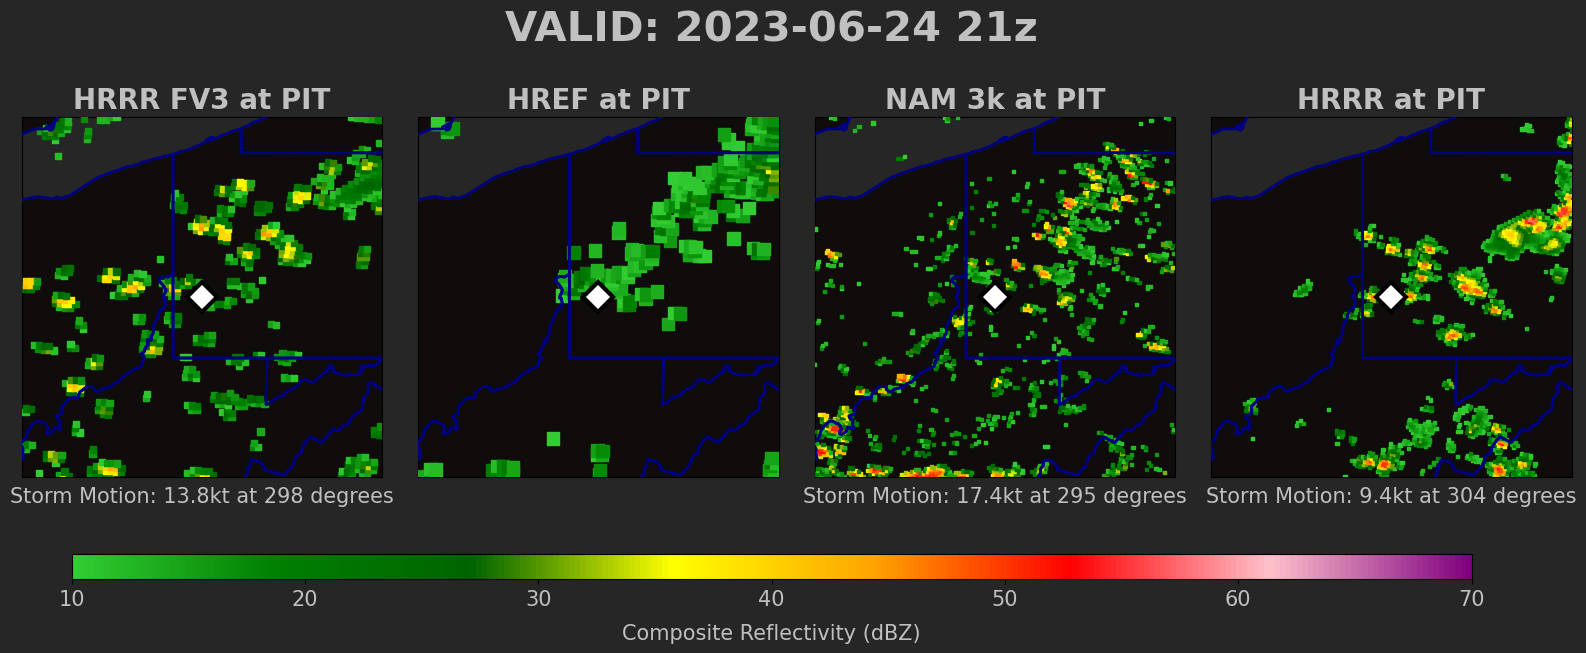 VALID: 2023-06-24 21z
HRRR FV3 at PIT
HREF at PIT
NAM 3k at PIT
HRRR at PIT
Storm Motion: 13.8kt at 298 degrees
Storm Motion: 17.4kt at 295 degrees
Storm Motion: 9.4kt at 304 degrees
10 20 30 40 50 60 70
Composite Reflectivity (dBZ)